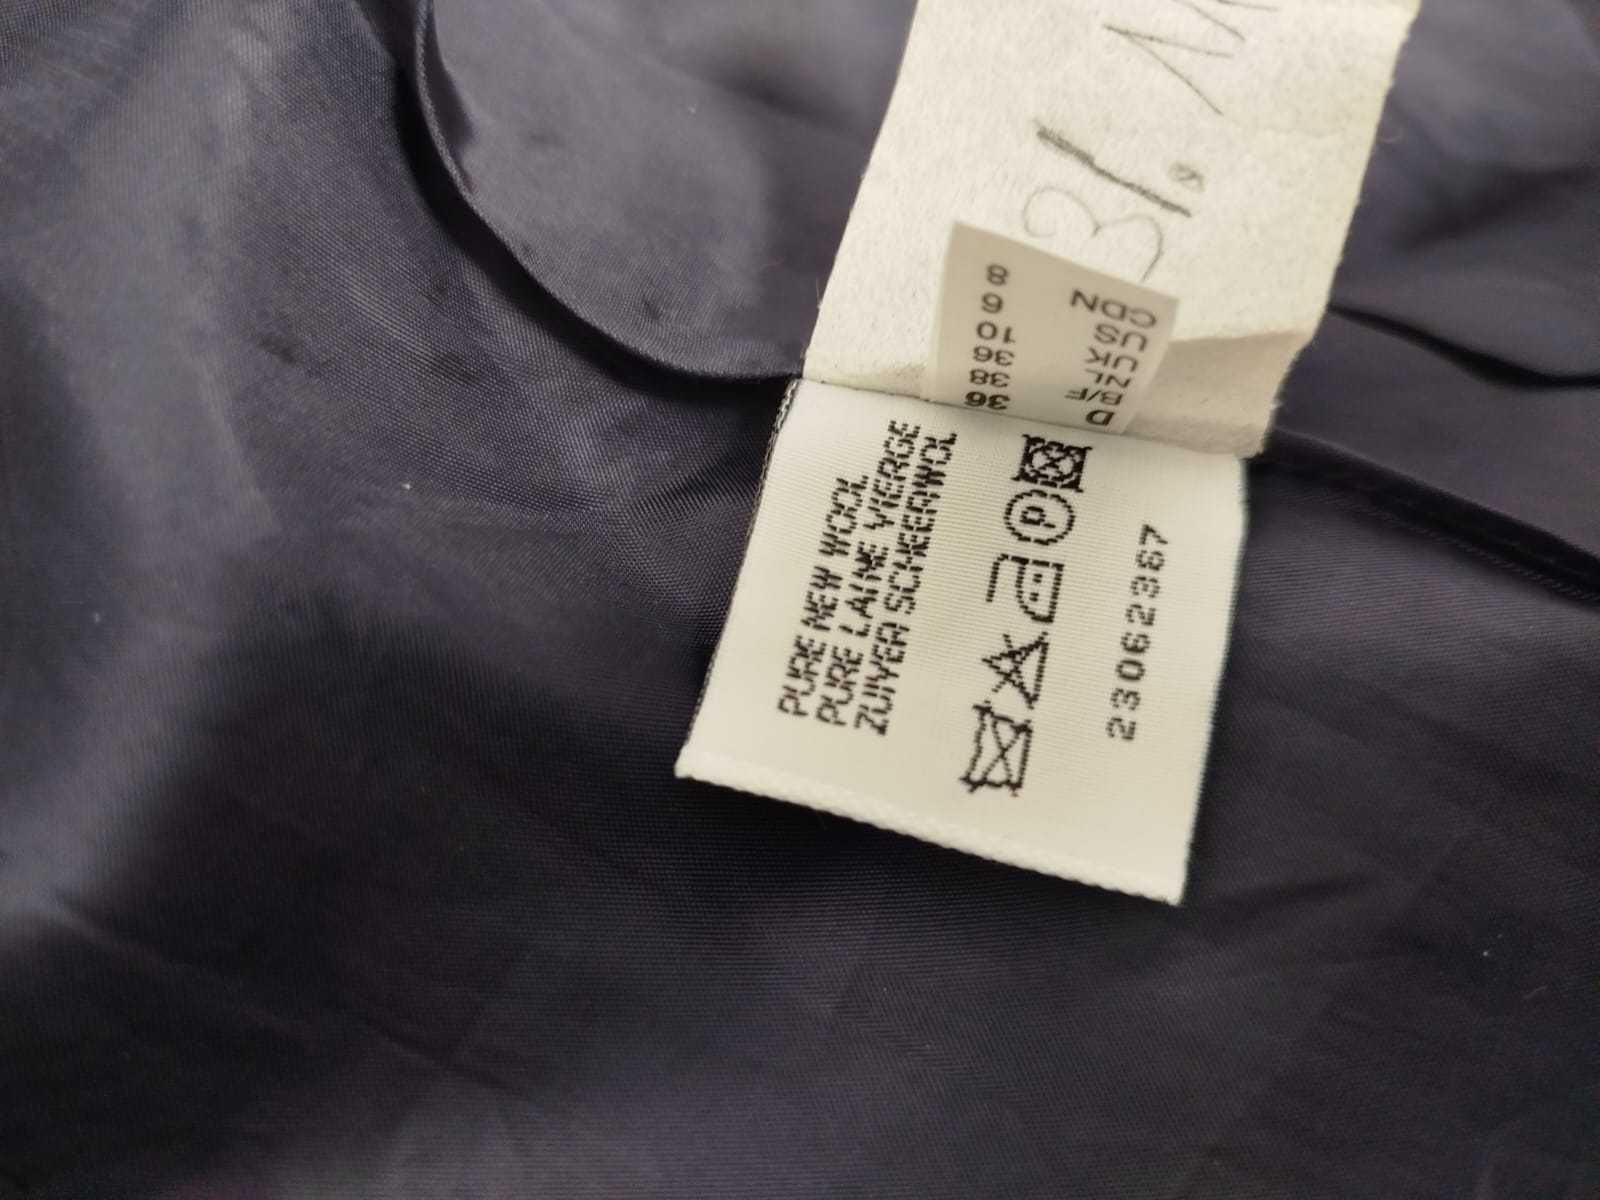 D 36
B/F 38
NL 36
UK 10
US 6
CDN 8
PURE NEW WOOL
PURE LAINE VIERGE
ZUIVER SCHEERWOL
P
23062367